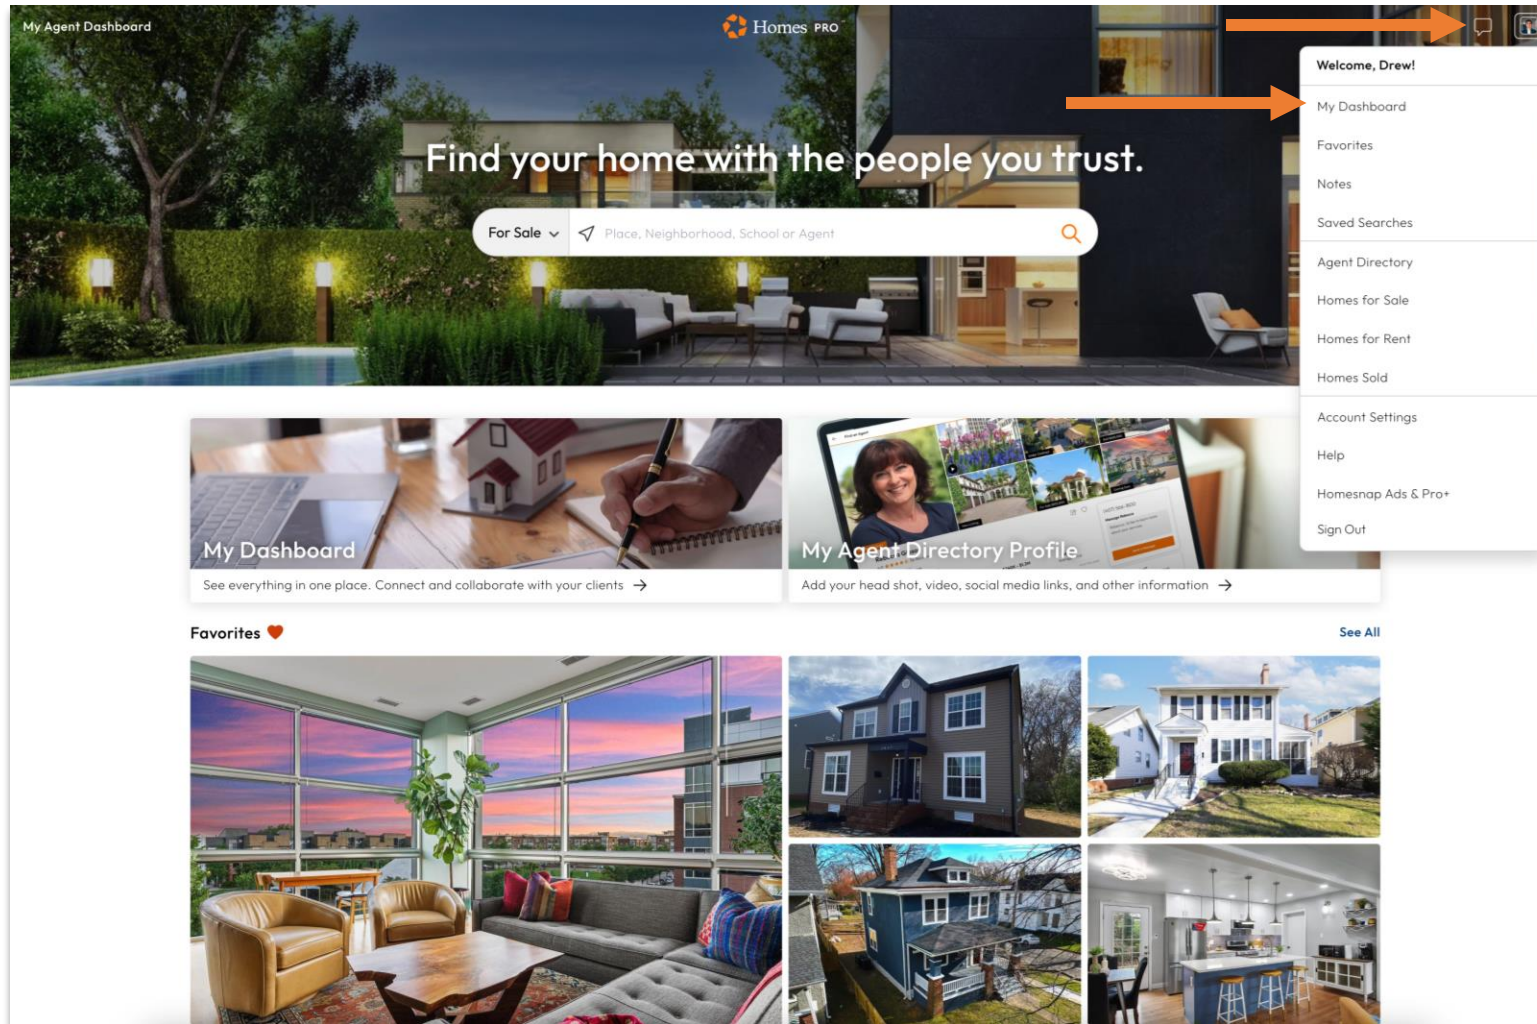 My Agent Dashboard
Homes PRO
Welcome, Drew!
My Dashboard
Favorites
Notes
Saved Searches
Agent Directory
Homes for Sale
Homes for Rent
Homes Sold
Account Settings
Help
Homesnap Ads & Pro+
Sign Out
Find your home with the people you trust.
For Sale
Place, Neighborhood, School or Agent
My Dashboard
See everything in one place. Connect and collaborate with your clients →
My Agent Directory Profile
Add your head shot, video, social media links, and other information →
Favorites
See All